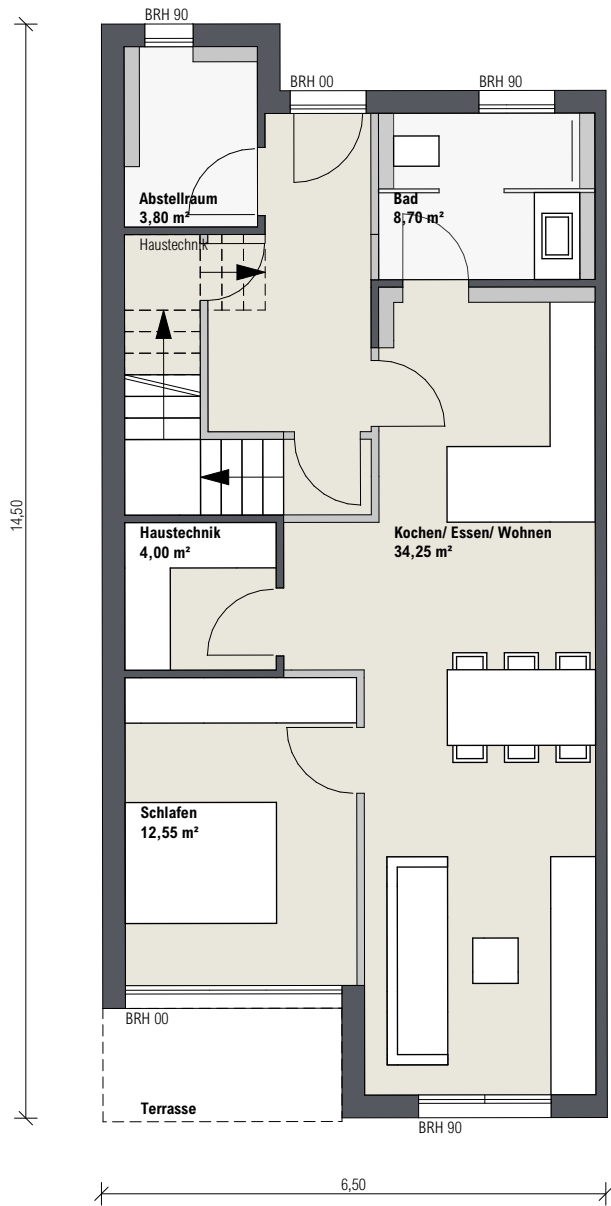 BRH 90
BRH 00
BRH 90
Abstellraum
3,80 m²
Bad
8,70 m²
Haustechnik
14,50
Haustechnik
4,00 m²
Kochen/ Essen/ Wohnen
34,25 m²
Schlafen
12,55 m²
BRH 00
Terrasse
BRH 90
6,50